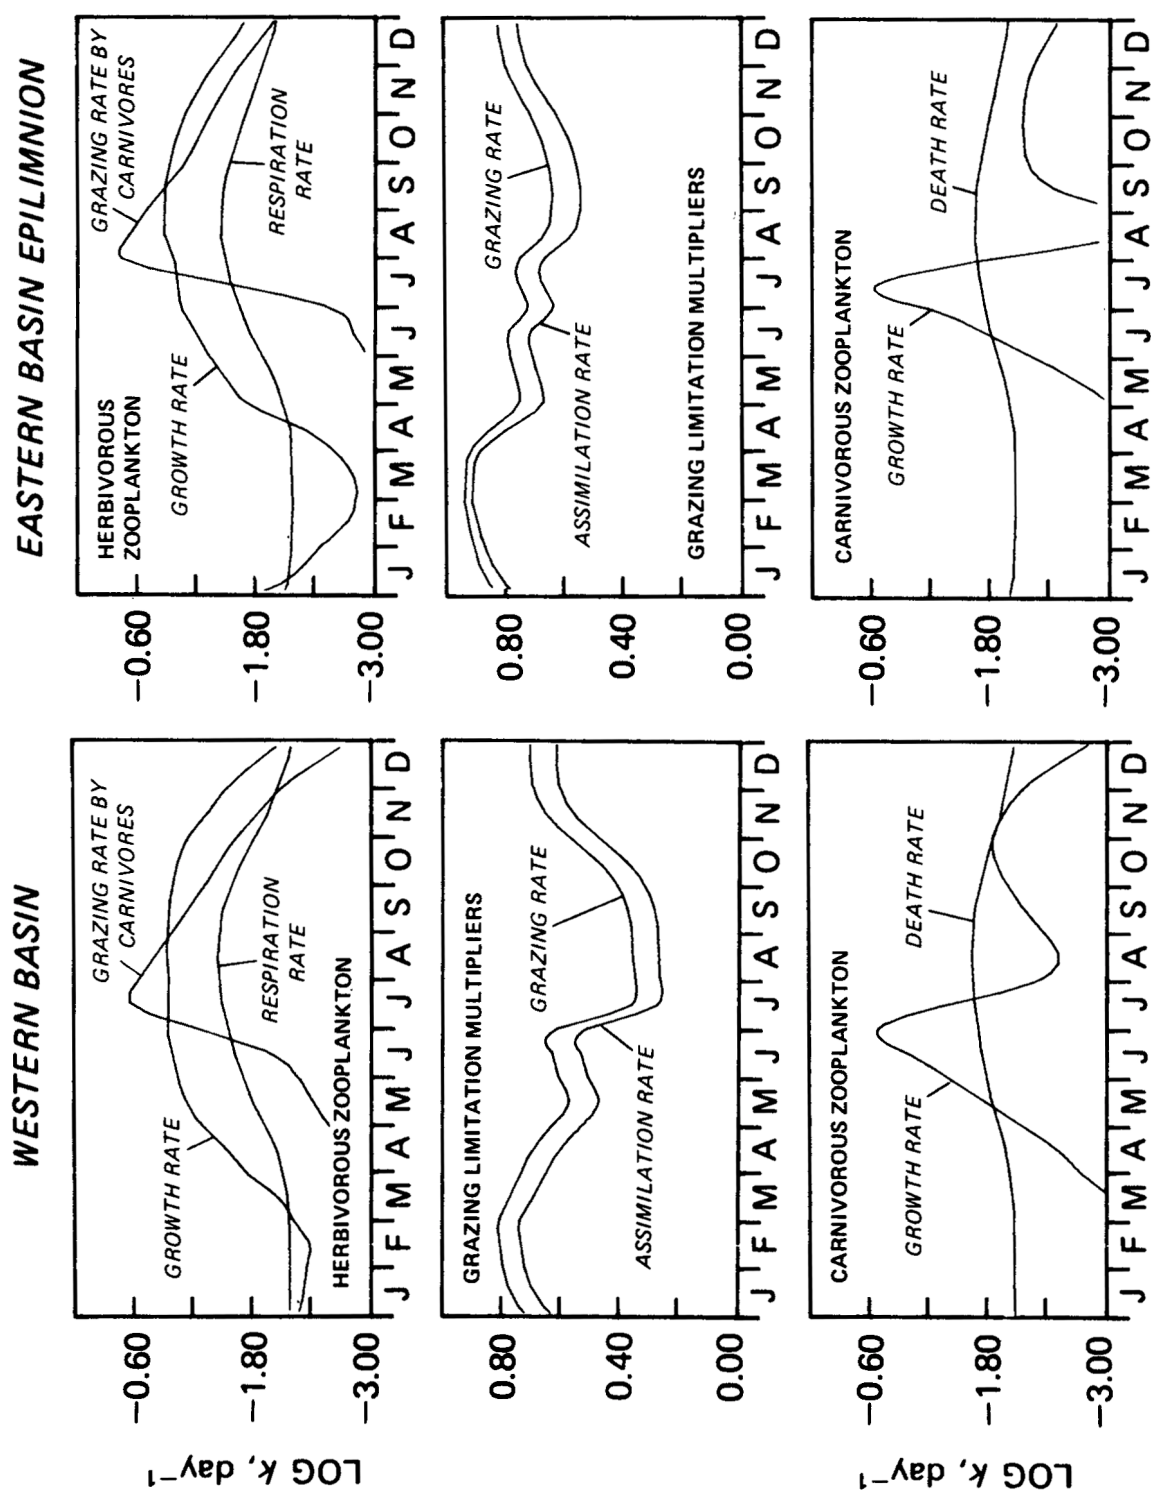 WESTERN BASIN
EASTERN BASIN EPILIMNION
LOG k, day⁻¹
−0.60
−1.80
−3.00
GRAZING RATE BY
CARNIVORES
GROWTH RATE
RESPIRATION
RATE
HERBIVOROUS ZOOPLANKTON
J F M A M J J A S O N D
−0.60
−1.80
−3.00
HERBIVOROUS
ZOOPLANKTON
GRAZING RATE BY
CARNIVORES
GROWTH RATE
RESPIRATION
RATE
J F M A M J J A S O N D
0.80
0.40
0.00
GRAZING LIMITATION MULTIPLIERS
GRAZING RATE
ASSIMILATION RATE
J F M A M J J A S O N D
0.80
0.40
0.00
GRAZING RATE
ASSIMILATION RATE
GRAZING LIMITATION MULTIPLIERS
J F M A M J J A S O N D
LOG k, day⁻¹
−0.60
−1.80
−3.00
CARNIVOROUS ZOOPLANKTON
DEATH RATE
GROWTH RATE
J F M A M J J A S O N D
−0.60
−1.80
−3.00
CARNIVOROUS ZOOPLANKTON
DEATH RATE
GROWTH RATE
J F M A M J J A S O N D